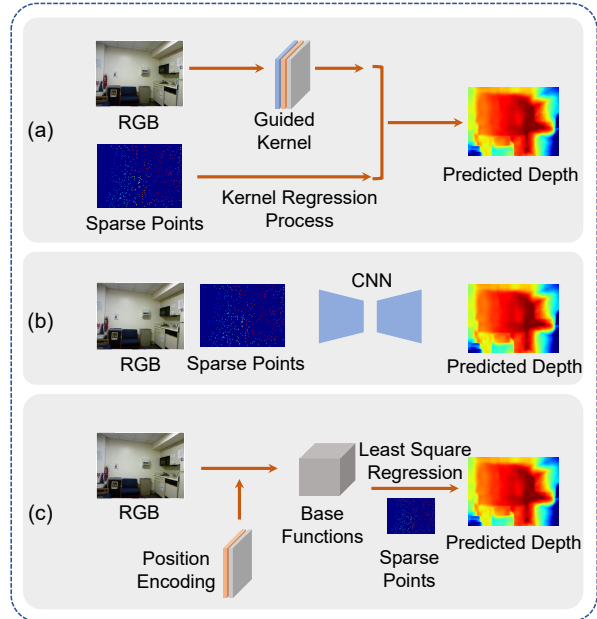 (a)
RGB
Guided
Kernel
Sparse Points
Kernel Regression
Process
Predicted Depth
(b)
CNN
RGB
Sparse Points
Predicted Depth
(c)
RGB
Position
Encoding
Base
Functions
Least Square
Regression
Sparse
Points
Predicted Depth